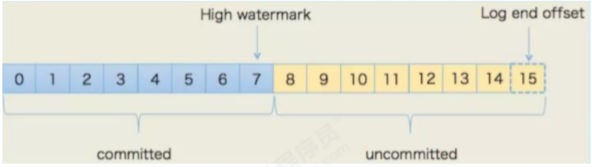 High watermark
Log end offset
0 1 2 3 4 5 6 7 8 9 10 11 12 13 14 15
committed
uncommitted